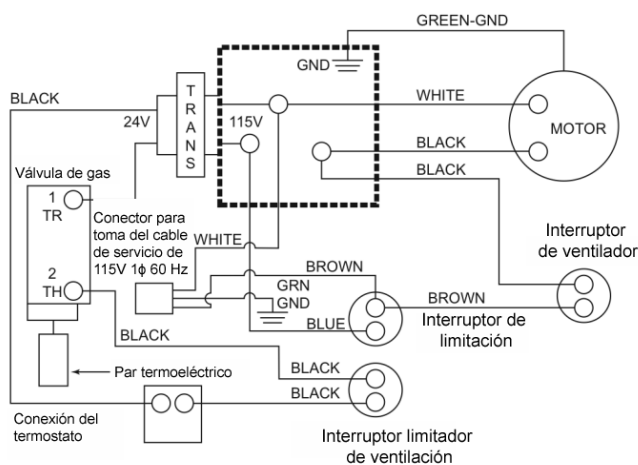 GREEN-GND
GND
BLACK
TRANS
24V
115V
WHITE
MOTOR
BLACK
BLACK
Válvula de gas
1
TR
Conector para
toma del cable
de servicio de
115V 1ϕ 60 Hz
WHITE
Interruptor
de ventilador
2
TH
BROWN
GRN
GND
BROWN
BLUE
Interruptor de
limitación
BLACK
BLACK
Par termoeléctrico
BLACK
Conexión del
termostato
Interruptor limitador
de ventilación